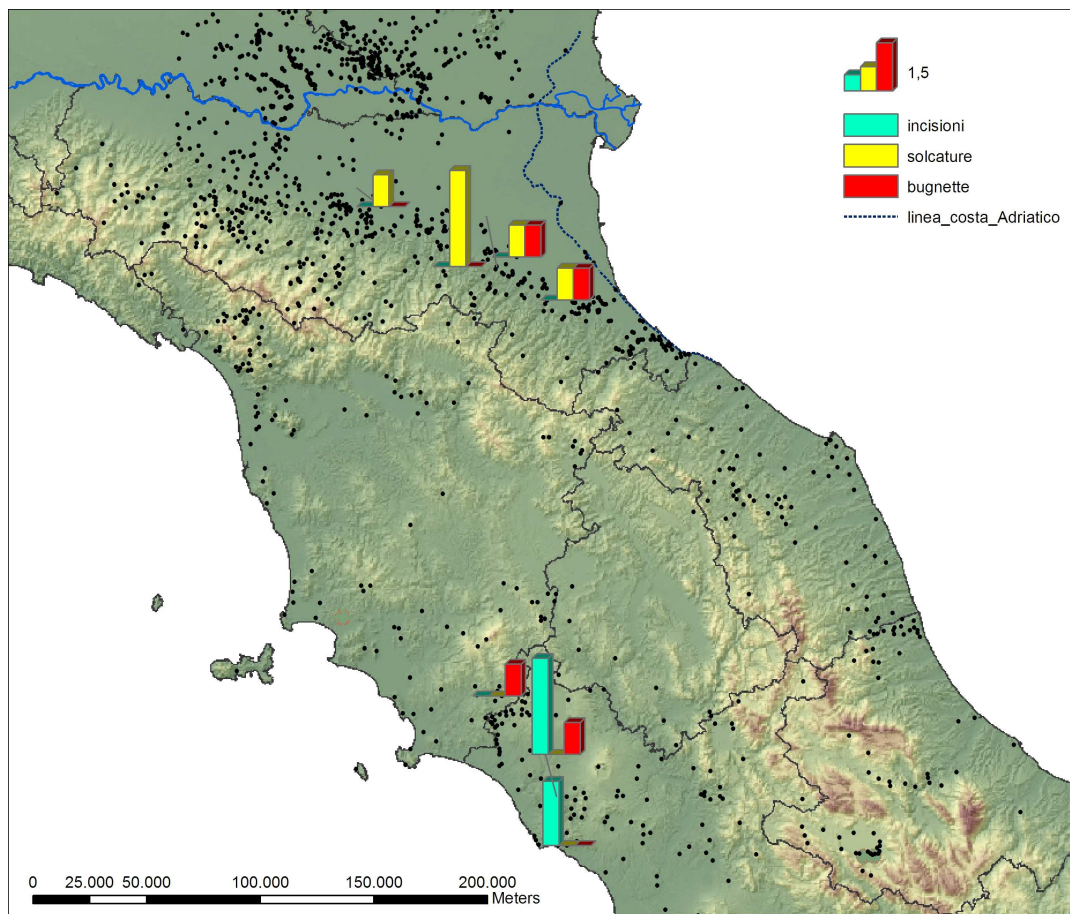 1,5
incisioni
solcature
bugnette
linea_costa_Adriatico
0 25.000 50.000 100.000 150.000 200.000
Meters